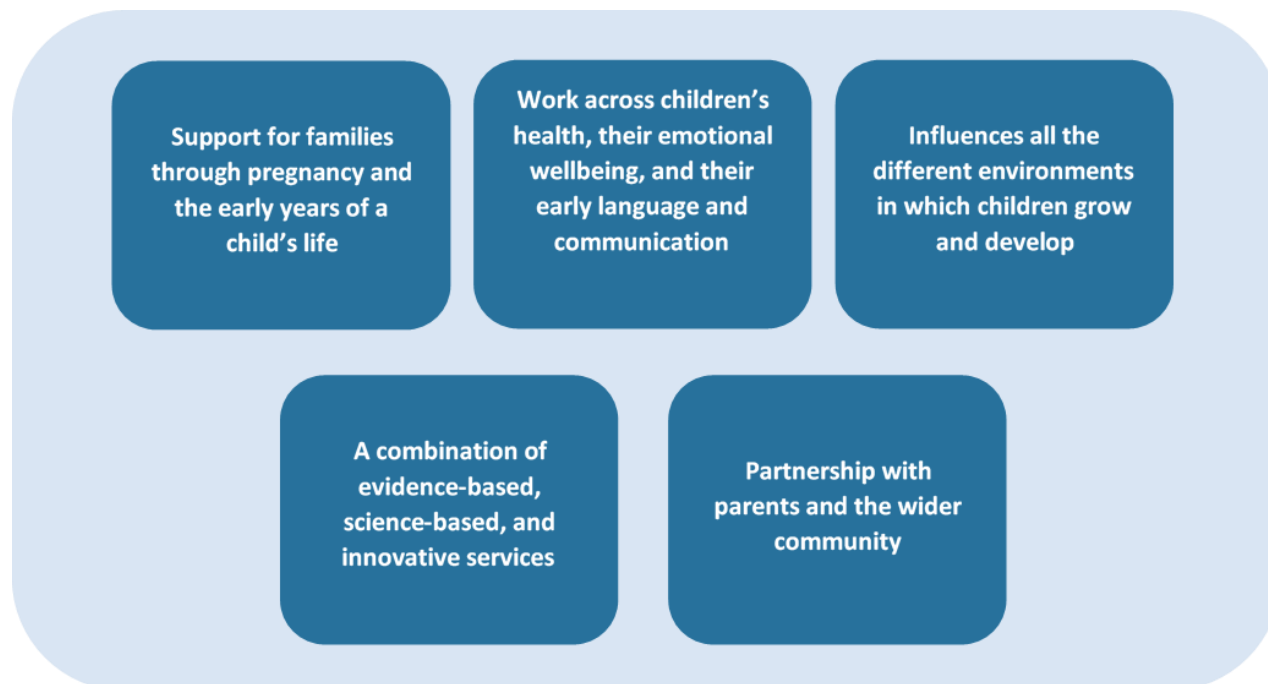 Support for families
through pregnancy and
the early years of a
child’s life
Work across children’s
health, their emotional
wellbeing, and their
early language and
communication
Influences all the
different environments
in which children grow
and develop
A combination of
evidence-based,
science-based, and
innovative services
Partnership with
parents and the wider
community